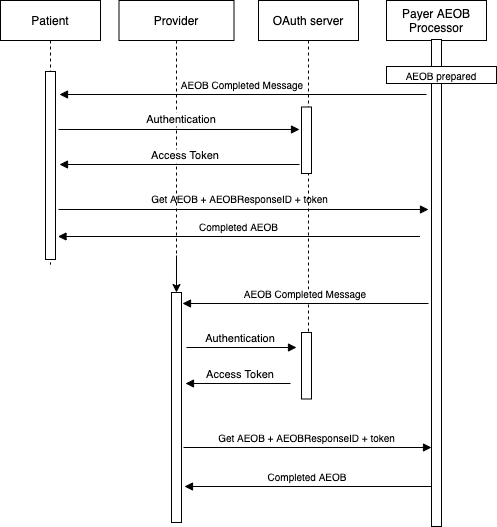 Patient
Provider
OAuth server
Payer AEOB
Processor
AEOB prepared
AEOB Completed Message
Authentication
Access Token
Get AEOB + AEOBResponseID + token
Completed AEOB
AEOB Completed Message
Authentication
Access Token
Get AEOB + AEOBResponseID + token
Completed AEOB